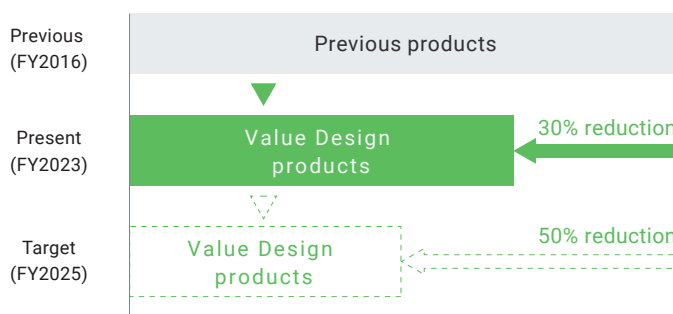 Previous
(FY2016)
Previous products
Present
(FY2023)
Value Design
products
30% reduction
Target
(FY2025)
Value Design
products
50% reduction